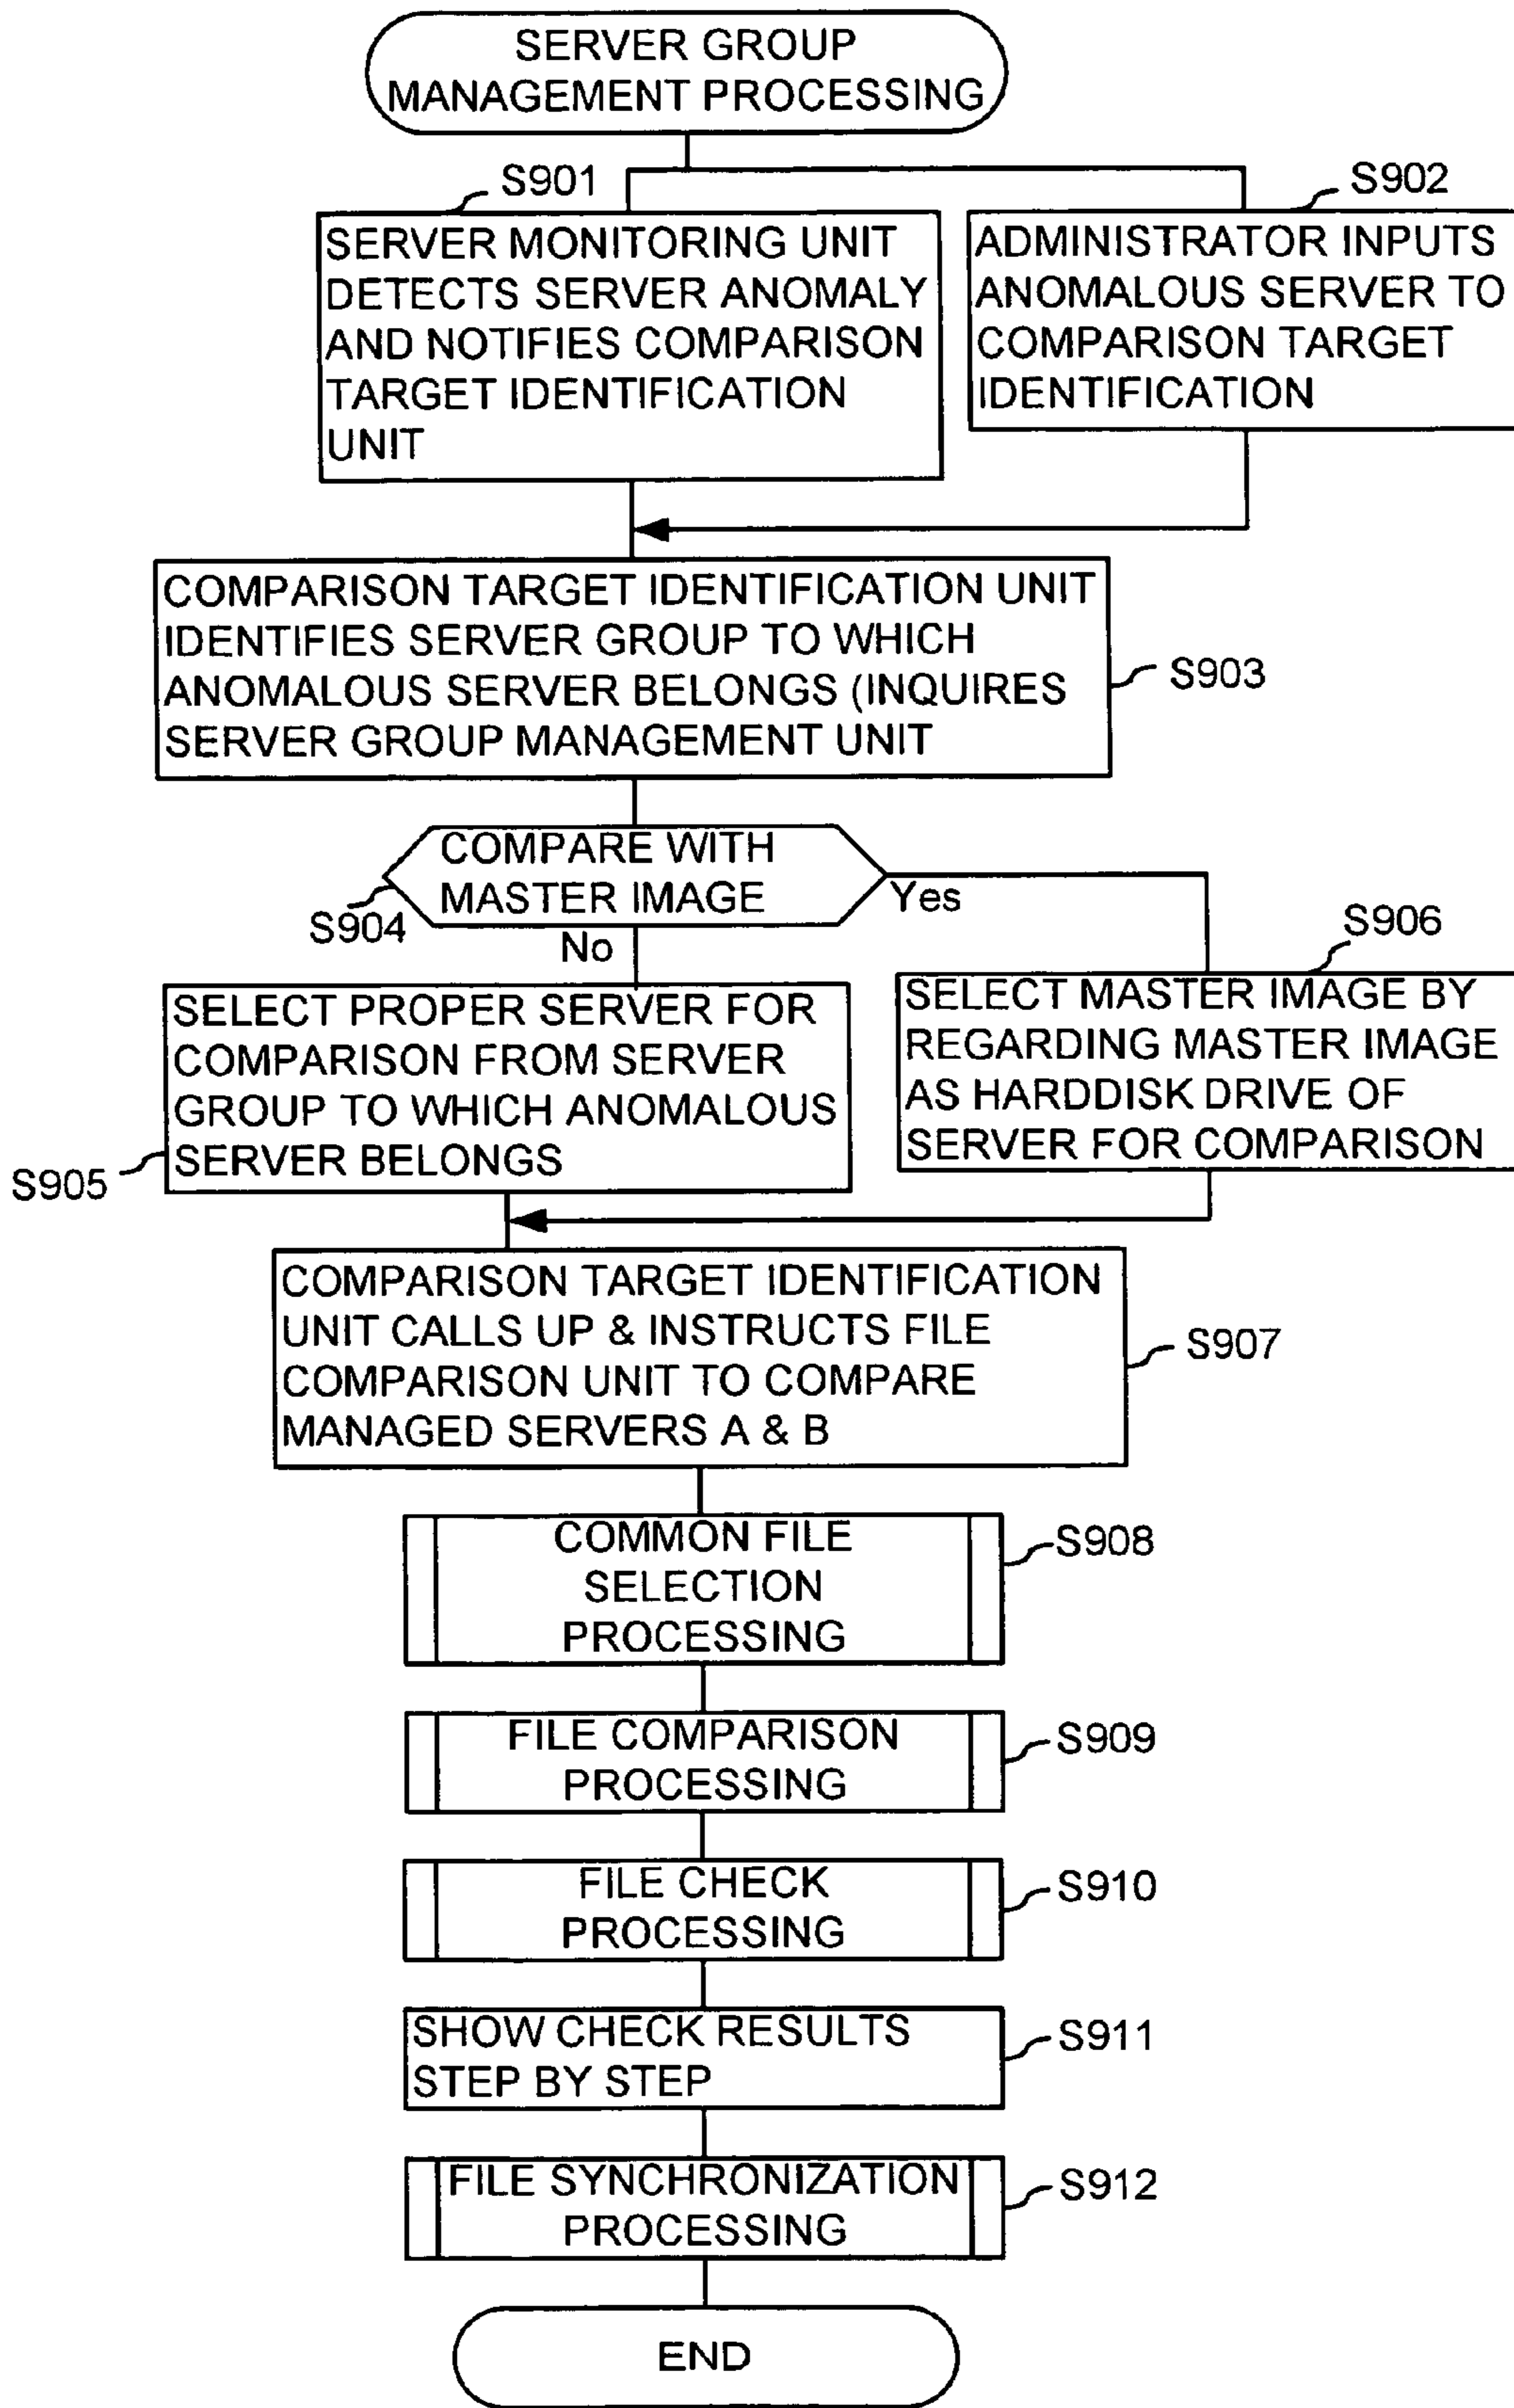 SERVER GROUP
MANAGEMENT PROCESSING
S901
SERVER MONITORING UNIT
DETECTS SERVER ANOMALY
AND NOTIFIES COMPARISON
TARGET IDENTIFICATION
UNIT
S902
ADMINISTRATOR INPUTS
ANOMALOUS SERVER TO
COMPARISON TARGET
IDENTIFICATION
COMPARISON TARGET IDENTIFICATION UNIT
IDENTIFIES SERVER GROUP TO WHICH
ANOMALOUS SERVER BELONGS (INQUIRES
SERVER GROUP MANAGEMENT UNIT
S903
COMPARE WITH
MASTER IMAGE
S904
Yes
No
SELECT PROPER SERVER FOR
COMPARISON FROM SERVER
GROUP TO WHICH ANOMALOUS
SERVER BELONGS
S905
S906
SELECT MASTER IMAGE BY
REGARDING MASTER IMAGE
AS HARDDISK DRIVE OF
SERVER FOR COMPARISON
COMPARISON TARGET IDENTIFICATION
UNIT CALLS UP & INSTRUCTS FILE
COMPARISON UNIT TO COMPARE
MANAGED SERVERS A & B
S907
COMMON FILE
SELECTION
PROCESSING
S908
FILE COMPARISON
PROCESSING
S909
FILE CHECK
PROCESSING
S910
SHOW CHECK RESULTS
STEP BY STEP
S911
FILE SYNCHRONIZATION
PROCESSING
S912
END